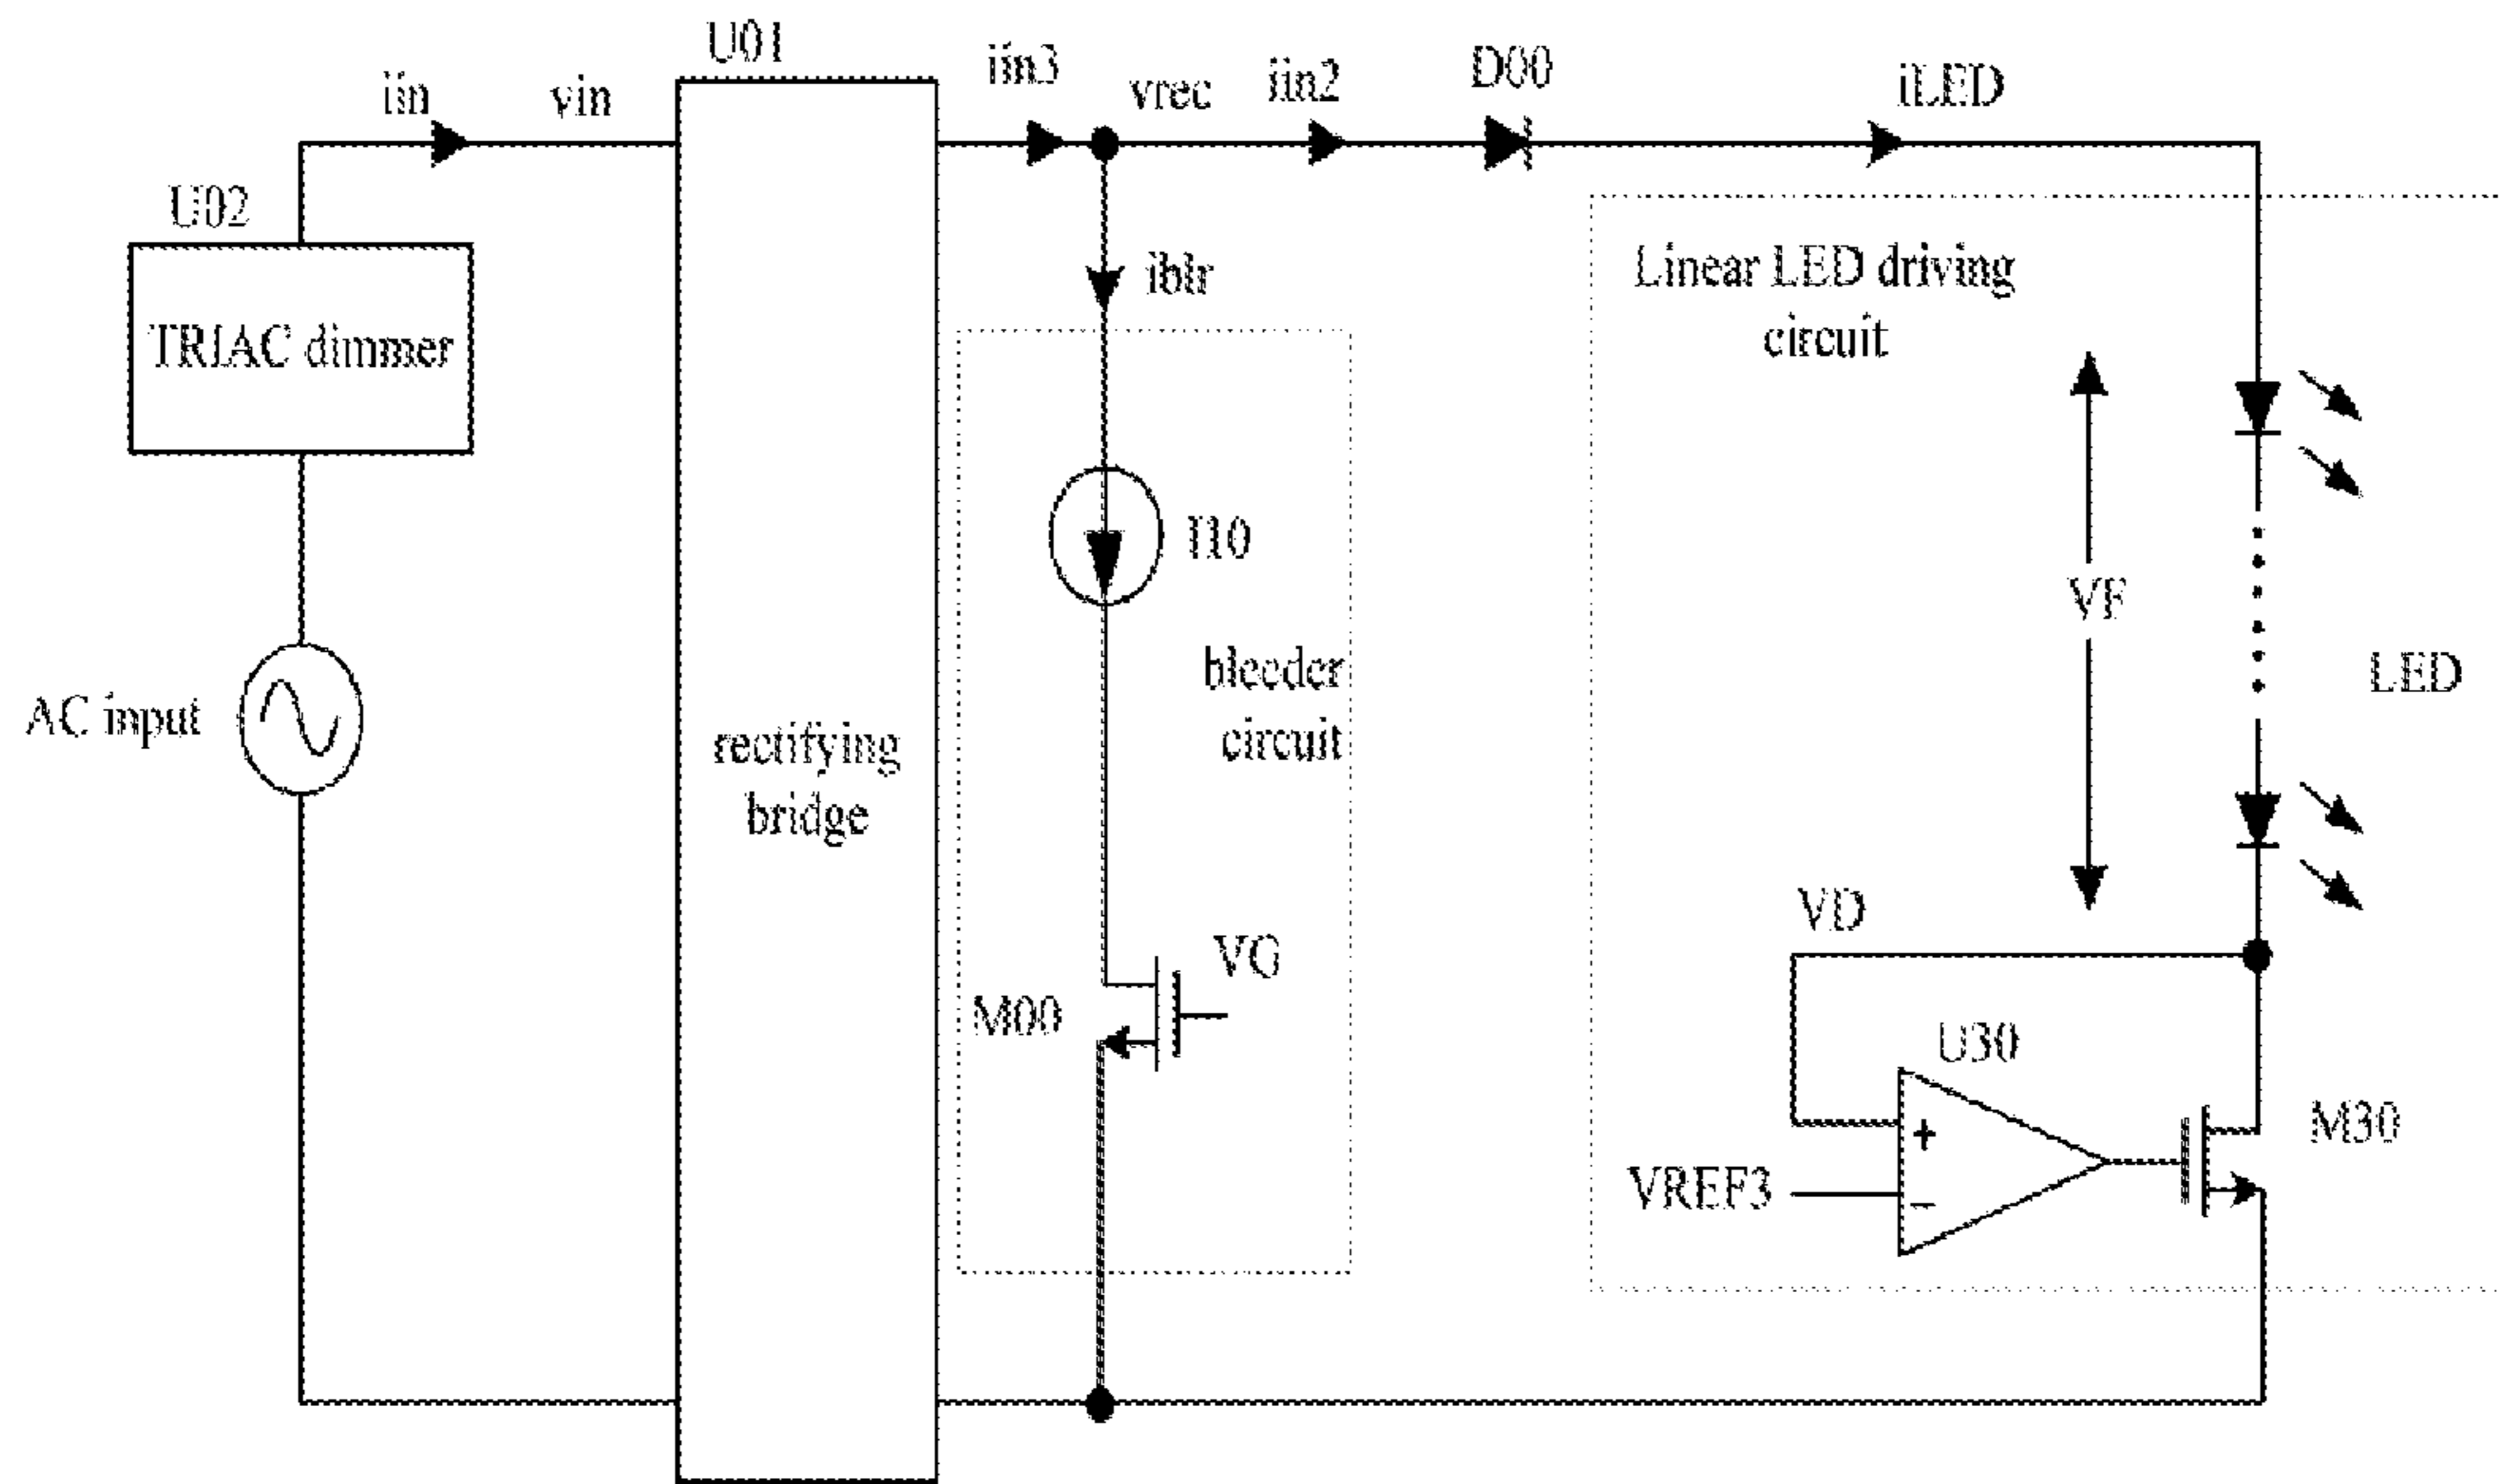 U01
iin
vin
iin3
vrec
iin2
D00
iLED
U02
TRIAC dimmer
iblr
Linear LED driving
circuit
I10
VF
bleeder
circuit
LED
AC input
rectifying
bridge
VD
VG
M00
U30
M30
+
VREF3
−